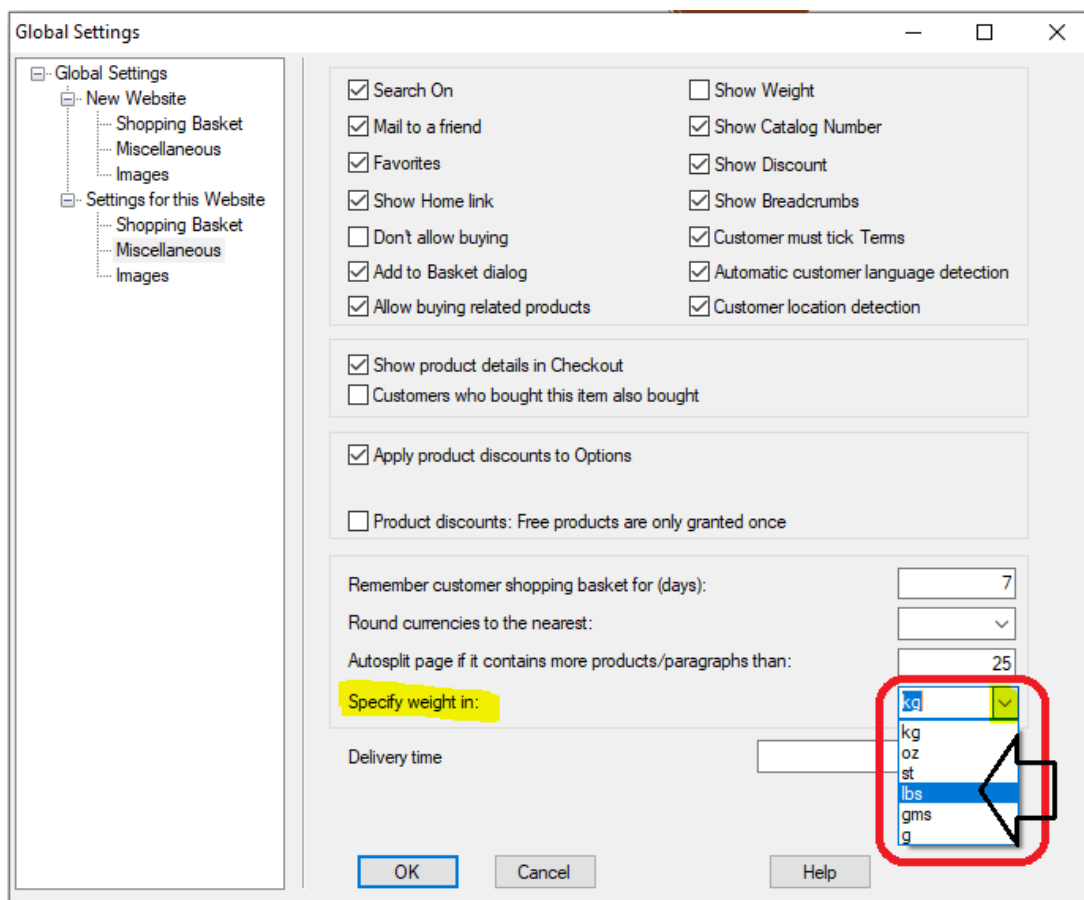 Global Settings
Global Settings
New Website
Shopping Basket
Miscellaneous
Images
Settings for this Website
Shopping Basket
Miscellaneous
Images
Search On
Show Weight
Mail to a friend
Show Catalog Number
Favorites
Show Discount
Show Home link
Show Breadcrumbs
Don't allow buying
Customer must tick Terms
Add to Basket dialog
Automatic customer language detection
Allow buying related products
Customer location detection
Show product details in Checkout
Customers who bought this item also bought
Apply product discounts to Options
Product discounts: Free products are only granted once
Remember customer shopping basket for (days): 7
Round currencies to the nearest:
Autosplit page if it contains more products/paragraphs than: 25
Specify weight in: kg
kg
oz
st
lbs
gms
g
Delivery time
OK Cancel Help